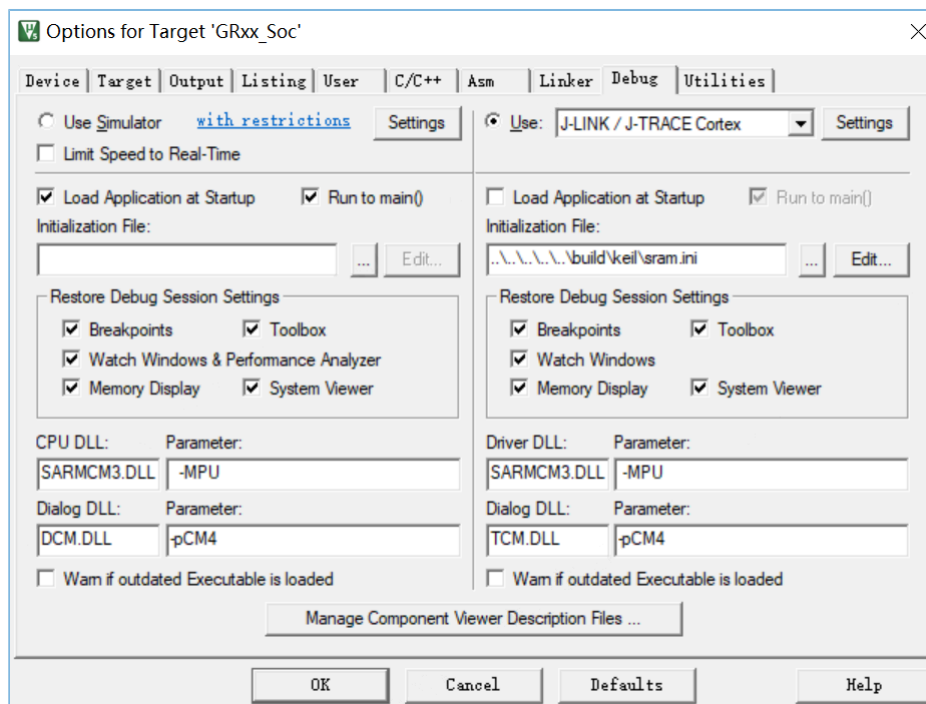 Options for Target 'GRxx_Soc'
Device Target Output Listing User C/C++ Asm Linker Debug Utilities
Use Simulator with restrictions Settings
Limit Speed to Real-Time
Load Application at Startup Run to main()
Initialization File:
... Edit...
Restore Debug Session Settings
Breakpoints Toolbox
Watch Windows & Performance Analyzer
Memory Display System Viewer
CPU DLL: Parameter:
SARMCM3.DLL -MPU
Dialog DLL: Parameter:
DCM.DLL -pCM4
Warn if outdated Executable is loaded
Use: J-LINK / J-TRACE Cortex Settings
Load Application at Startup Run to main()
Initialization File:
..\..\..\..\..\build\keil\sram.ini ... Edit...
Restore Debug Session Settings
Breakpoints Toolbox
Watch Windows
Memory Display System Viewer
Driver DLL: Parameter:
SARMCM3.DLL -MPU
Dialog DLL: Parameter:
TCM.DLL -pCM4
Warn if outdated Executable is loaded
Manage Component Viewer Description Files ...
OK Cancel Defaults Help